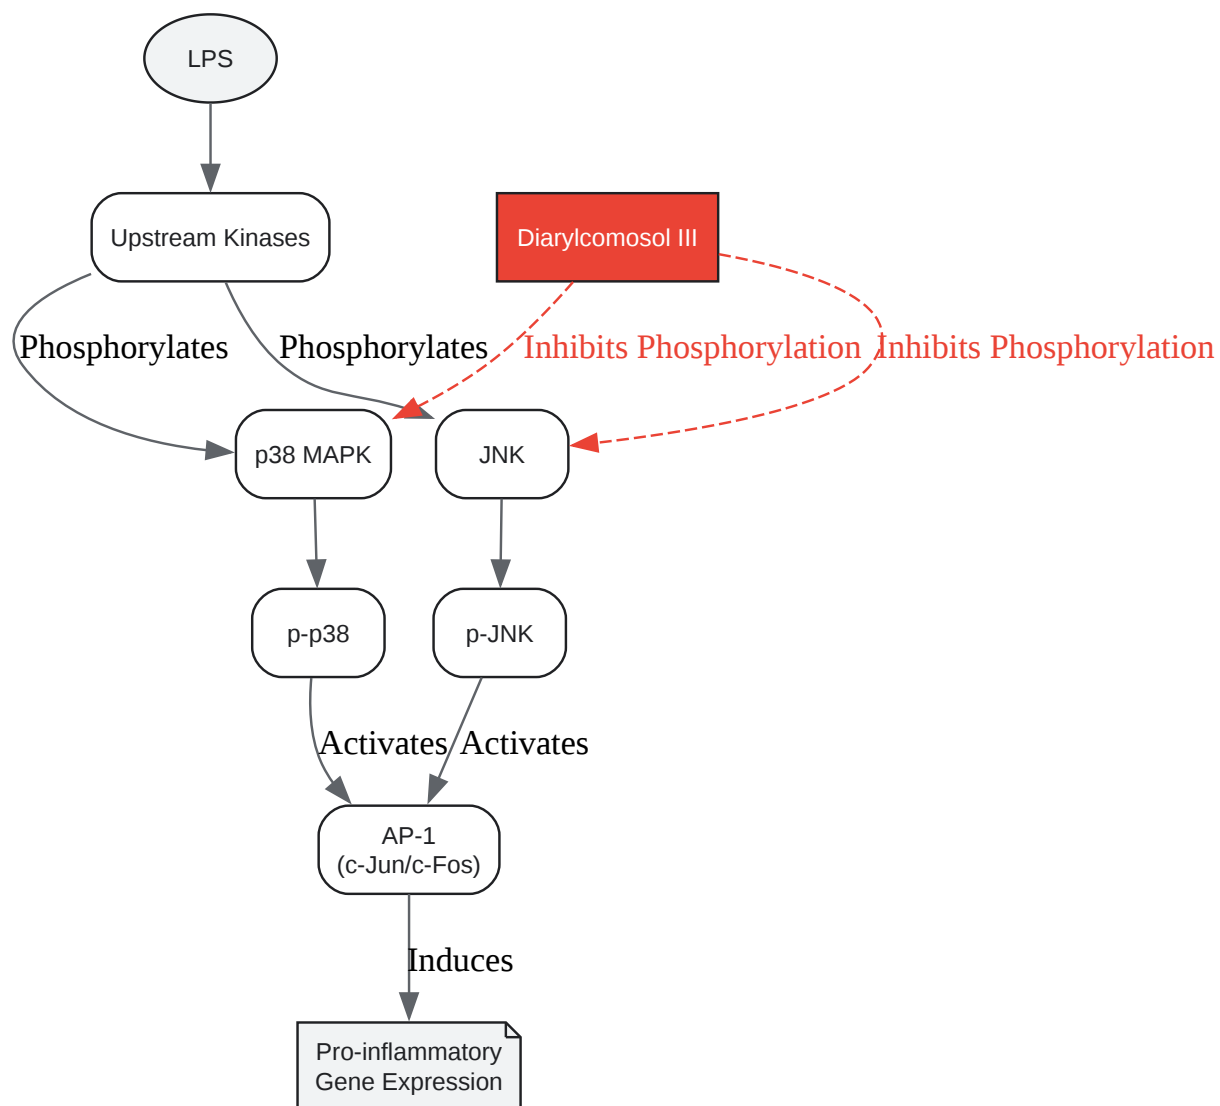 LPS
Upstream Kinases
Diarylcomosol III
Phosphorylates
Phosphorylates
Inhibits Phosphorylation
Inhibits Phosphorylation
p38 MAPK
JNK
p-p38
p-JNK
Activates
Activates
AP-1
(c-Jun/c-Fos)
Induces
Pro-inflammatory
Gene Expression